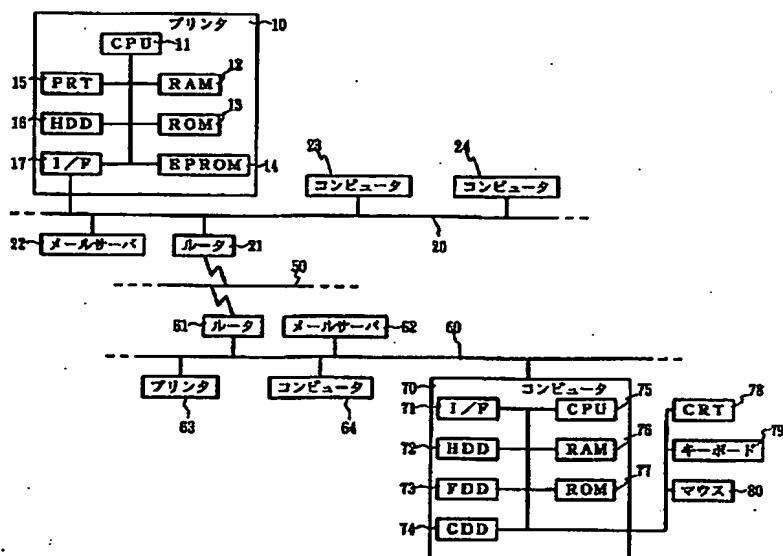 プリンタ 10
CPU 11
15 PRT RAM 12
16 HDD ROM 13
17 I/F EPROM 14
23 コンピュータ
24 コンピュータ
20
22 メールサーバ ルータ 21
50
61 ルータ メールサーバ 62
60
プリンタ 63
コンピュータ 64
70 コンピュータ
71 I/F CPU 75
72 HDD RAM 76
73 FDD ROM 77
74 CDD
CRT 78
キーボード 79
マウス 80